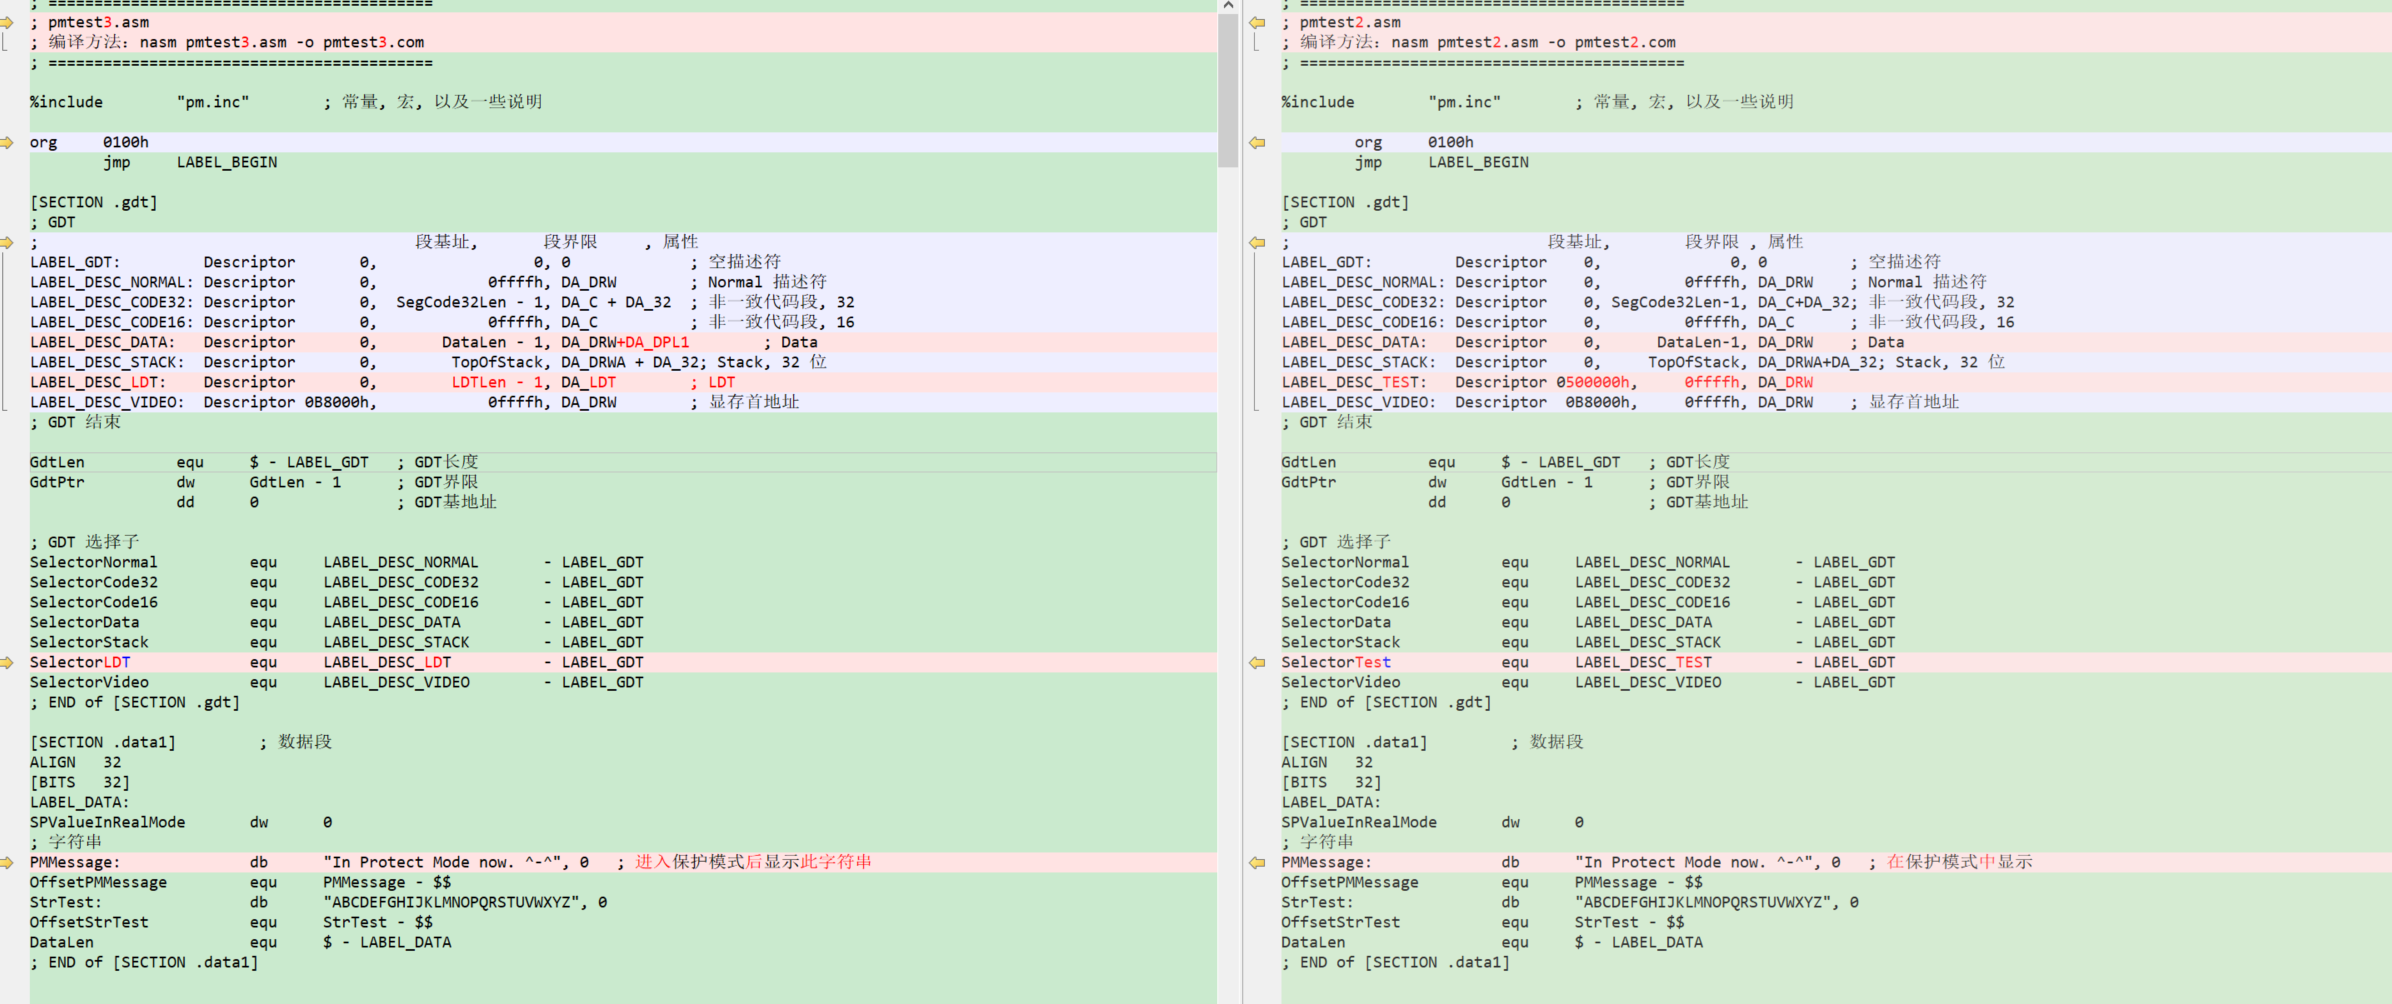 ; ==========================================
; pmtest3.asm
; 编译方法：nasm pmtest3.asm -o pmtest3.com
; ==========================================
%include        "pm.inc"        ; 常量, 宏, 以及一些说明
org     0100h
        jmp     LABEL_BEGIN
[SECTION .gdt]
; GDT
;                                         段基址,       段界限     , 属性
LABEL_GDT:         Descriptor       0,                 0, 0             ; 空描述符
LABEL_DESC_NORMAL: Descriptor       0,            0ffffh, DA_DRW        ; Normal 描述符
LABEL_DESC_CODE32: Descriptor       0,  SegCode32Len - 1, DA_C + DA_32  ; 非一致代码段, 32
LABEL_DESC_CODE16: Descriptor       0,            0ffffh, DA_C          ; 非一致代码段, 16
LABEL_DESC_DATA:   Descriptor       0,       DataLen - 1, DA_DRW+DA_DPL1           ; Data
LABEL_DESC_STACK:  Descriptor       0,        TopOfStack, DA_DRWA + DA_32; Stack, 32 位
LABEL_DESC_LDT:    Descriptor       0,        LDTLen - 1, DA_LDT        ; LDT
LABEL_DESC_VIDEO:  Descriptor 0B8000h,            0ffffh, DA_DRW        ; 显存首地址
; GDT 结束
GdtLen          equ     $ - LABEL_GDT   ; GDT长度
GdtPtr          dw      GdtLen - 1      ; GDT界限
                dd      0               ; GDT基地址
; GDT 选择子
SelectorNormal          equ     LABEL_DESC_NORMAL       - LABEL_GDT
SelectorCode32          equ     LABEL_DESC_CODE32       - LABEL_GDT
SelectorCode16          equ     LABEL_DESC_CODE16       - LABEL_GDT
SelectorData            equ     LABEL_DESC_DATA         - LABEL_GDT
SelectorStack           equ     LABEL_DESC_STACK        - LABEL_GDT
SelectorLDT             equ     LABEL_DESC_LDT          - LABEL_GDT
SelectorVideo           equ     LABEL_DESC_VIDEO        - LABEL_GDT
; END of [SECTION .gdt]
[SECTION .data1]         ; 数据段
ALIGN   32
[BITS   32]
LABEL_DATA:
SPValueInRealMode       dw      0
; 字符串
PMMessage:              db      "In Protect Mode now. ^-^", 0   ; 进入保护模式后显示此字符串
OffsetPMMessage         equ     PMMessage - $$
StrTest:                db      "ABCDEFGHIJKLMNOPQRSTUVWXYZ", 0
OffsetStrTest           equ     StrTest - $$
DataLen                 equ     $ - LABEL_DATA
; END of [SECTION .data1]
; ==========================================
; pmtest2.asm
; 编译方法：nasm pmtest2.asm -o pmtest2.com
; ==========================================
%include        "pm.inc"        ; 常量, 宏, 以及一些说明
        org     0100h
        jmp     LABEL_BEGIN
[SECTION .gdt]
; GDT
;                            段基址,        段界限 , 属性
LABEL_GDT:         Descriptor    0,              0, 0         ; 空描述符
LABEL_DESC_NORMAL: Descriptor    0,         0ffffh, DA_DRW    ; Normal 描述符
LABEL_DESC_CODE32: Descriptor    0, SegCode32Len-1, DA_C+DA_32; 非一致代码段, 32
LABEL_DESC_CODE16: Descriptor    0,         0ffffh, DA_C      ; 非一致代码段, 16
LABEL_DESC_DATA:   Descriptor    0,      DataLen-1, DA_DRW    ; Data
LABEL_DESC_STACK:  Descriptor    0,     TopOfStack, DA_DRWA+DA_32; Stack, 32 位
LABEL_DESC_TEST:   Descriptor 0500000h,     0ffffh, DA_DRW
LABEL_DESC_VIDEO:  Descriptor  0B8000h,     0ffffh, DA_DRW    ; 显存首地址
; GDT 结束
GdtLen          equ     $ - LABEL_GDT   ; GDT长度
GdtPtr          dw      GdtLen - 1      ; GDT界限
                dd      0               ; GDT基地址
; GDT 选择子
SelectorNormal          equ     LABEL_DESC_NORMAL       - LABEL_GDT
SelectorCode32          equ     LABEL_DESC_CODE32       - LABEL_GDT
SelectorCode16          equ     LABEL_DESC_CODE16       - LABEL_GDT
SelectorData            equ     LABEL_DESC_DATA         - LABEL_GDT
SelectorStack           equ     LABEL_DESC_STACK        - LABEL_GDT
SelectorTest            equ     LABEL_DESC_TEST         - LABEL_GDT
SelectorVideo           equ     LABEL_DESC_VIDEO        - LABEL_GDT
; END of [SECTION .gdt]
[SECTION .data1]         ; 数据段
ALIGN   32
[BITS   32]
LABEL_DATA:
SPValueInRealMode       dw      0
; 字符串
PMMessage:              db      "In Protect Mode now. ^-^", 0   ; 在保护模式中显示
OffsetPMMessage         equ     PMMessage - $$
StrTest:                db      "ABCDEFGHIJKLMNOPQRSTUVWXYZ", 0
OffsetStrTest           equ     StrTest - $$
DataLen                 equ     $ - LABEL_DATA
; END of [SECTION .data1]